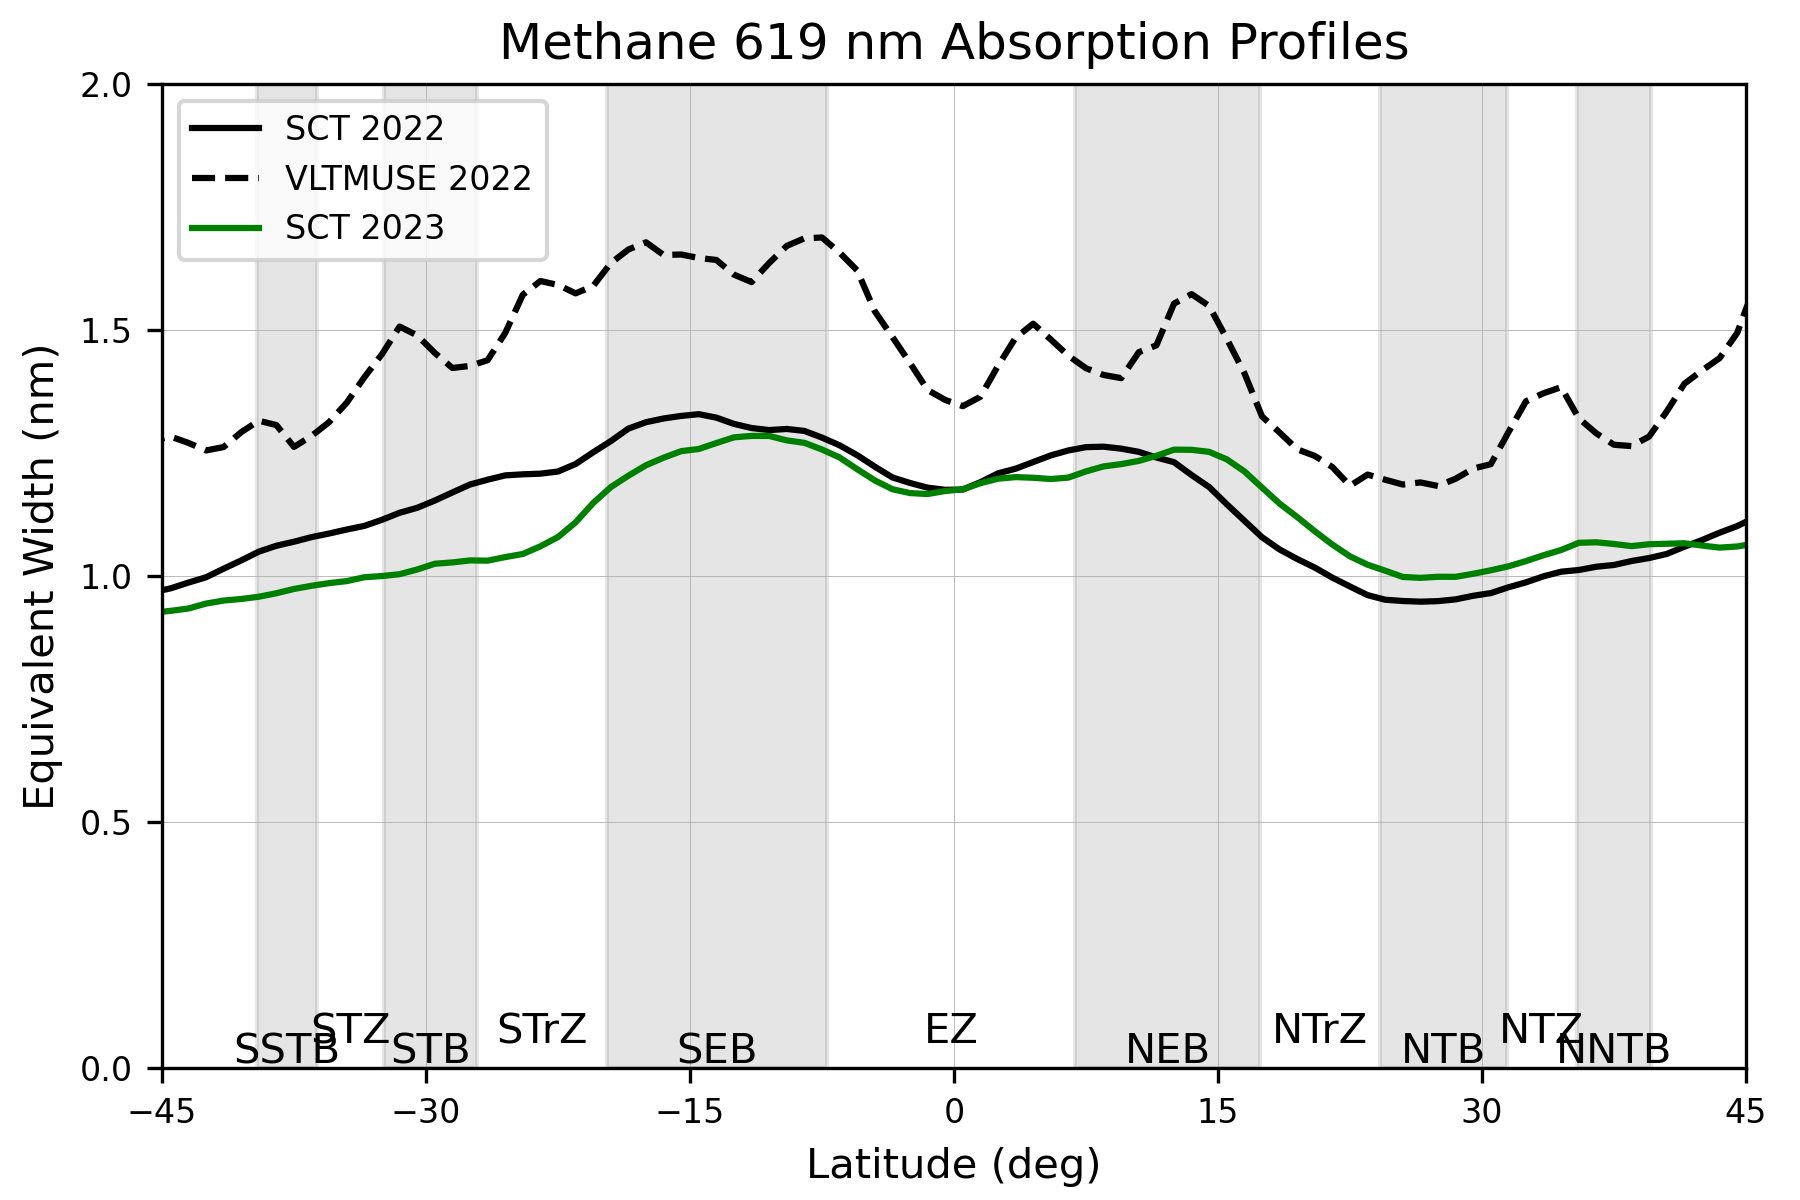 Methane 619 nm Absorption Profiles
2.0
1.5
1.0
0.5
0.0
Equivalent Width (nm)
SCT 2022
VLTMUSE 2022
SCT 2023
STZ STrZ EZ NTrZ NTZ
SSTB STB SEB NEB NTB NNTB
−45 −30 −15 0 15 30 45
Latitude (deg)